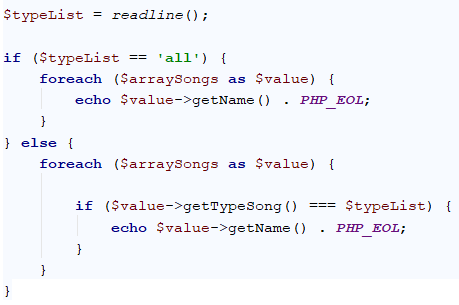 $typeList = readline();
if ($typeList == 'all') {
foreach ($arraySongs as $value) {
echo $value->getName() . PHP_EOL;
}
} else {
foreach ($arraySongs as $value) {
if ($value->getTypeSong() === $typeList) {
echo $value->getName() . PHP_EOL;
}
}
}